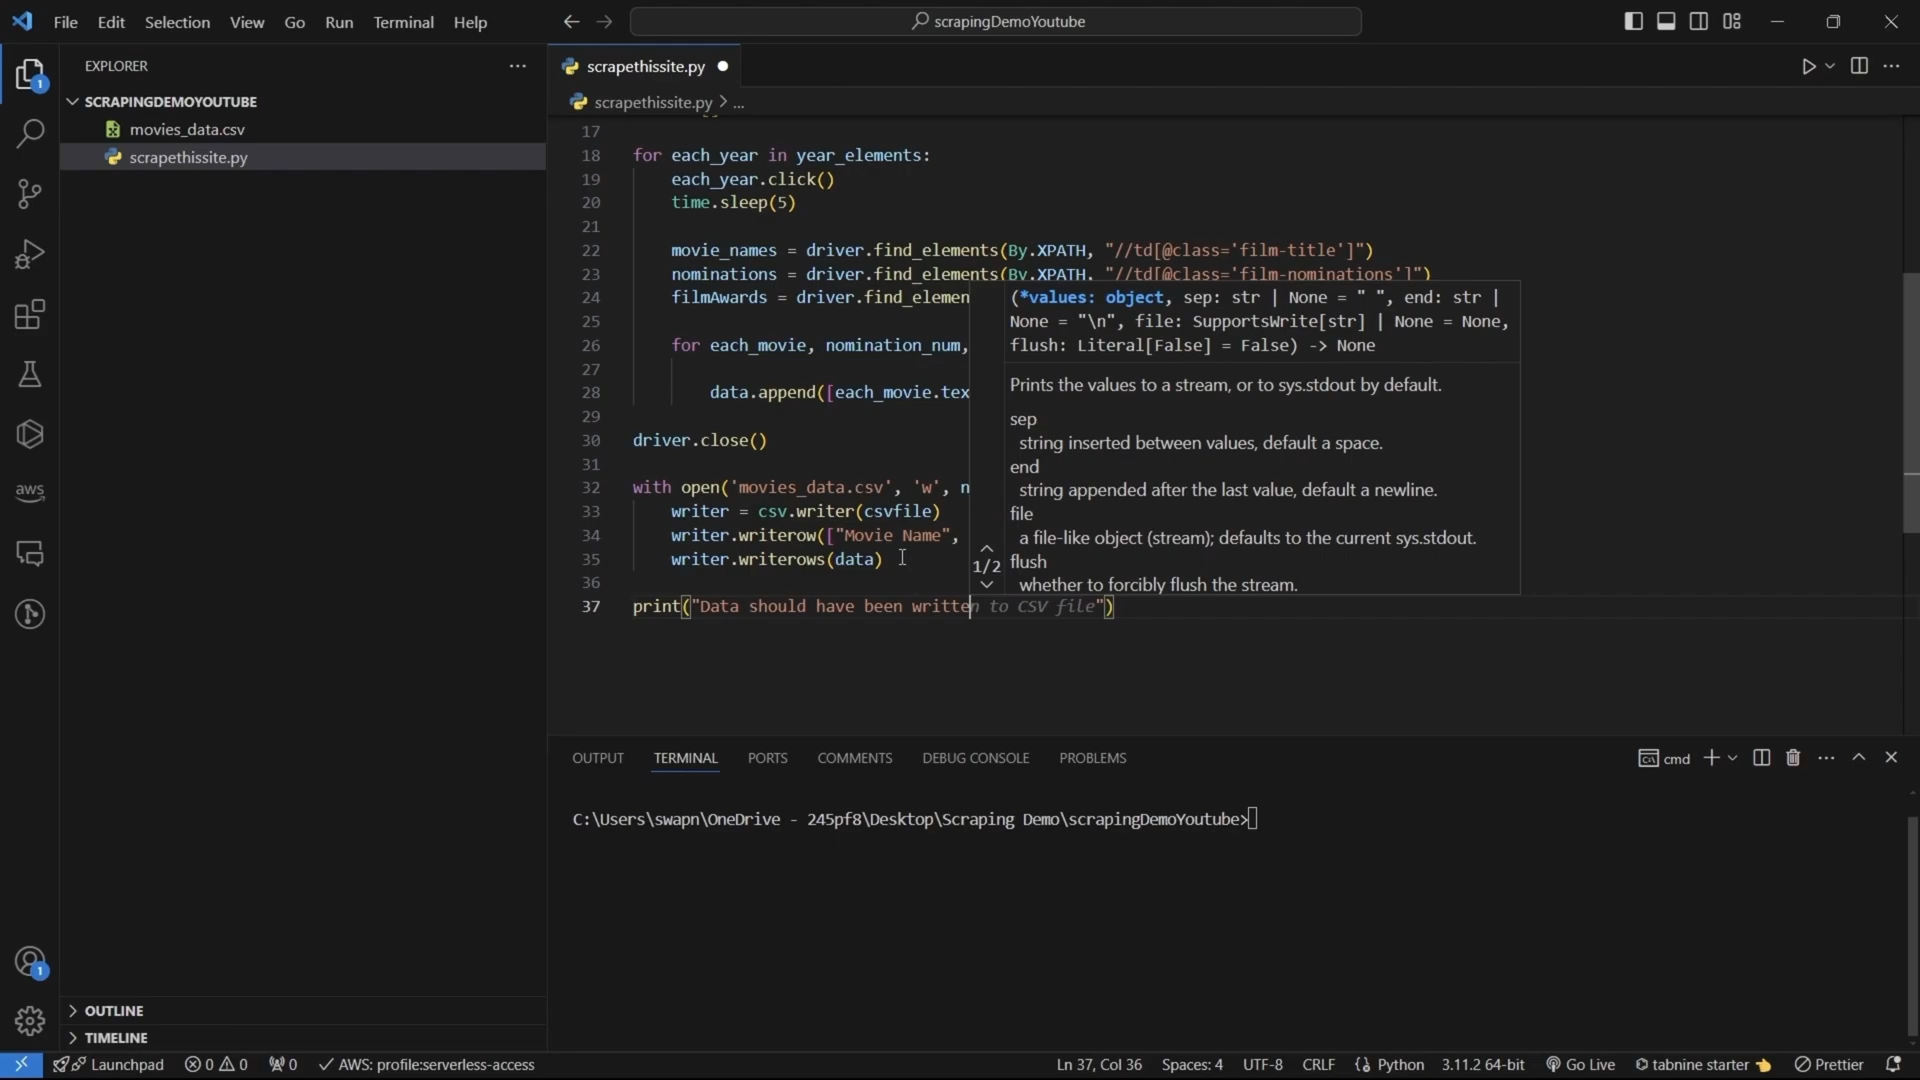 File Edit Selection View Go Run Terminal Help
scrapingDemoYoutube
EXPLORER
SCRAPINGDEMOYOUTUBE
movies_data.csv
scrapethissite.py
1
aws
1
OUTLINE
TIMELINE
scrapethissite.py
scrapethissite.py > ...
17
18 for each_year in year_elements:
19 each_year.click()
20 time.sleep(5)
21
22 movie_names = driver.find_elements(By.XPATH, "//td[@class='film-title']")
23 nominations = driver.find_elements(By.XPATH, "//td[@class='film-nominations']")
24 filmAwards = driver.find_elemen
25
26 for each_movie, nomination_num,
27
28 data.append([each_movie.tex
29
30 driver.close()
31
32 with open('movies_data.csv', 'w', n
33 writer = csv.writer(csvfile)
34 writer.writerow(["Movie Name",
35 writer.writerows(data)
36
37 print("Data should have been written to CSV file")
(*values: object, sep: str | None = " ", end: str |
None = "\n", file: SupportsWrite[str] | None = None,
flush: Literal[False] = False) -> None
Prints the values to a stream, or to sys.stdout by default.
sep
string inserted between values, default a space.
end
string appended after the last value, default a newline.
file
a file-like object (stream); defaults to the current sys.stdout.
1/2
flush
whether to forcibly flush the stream.
OUTPUT TERMINAL PORTS COMMENTS DEBUG CONSOLE PROBLEMS
cmd
C:\Users\swapn\OneDrive - 245pf8\Desktop\Scraping Demo\scrapingDemoYoutube>
Launchpad 0 0 0 AWS: profile:serverless-access
Ln 37, Col 36 Spaces: 4 UTF-8 CRLF Python 3.11.2 64-bit Go Live tabnine starter Prettier